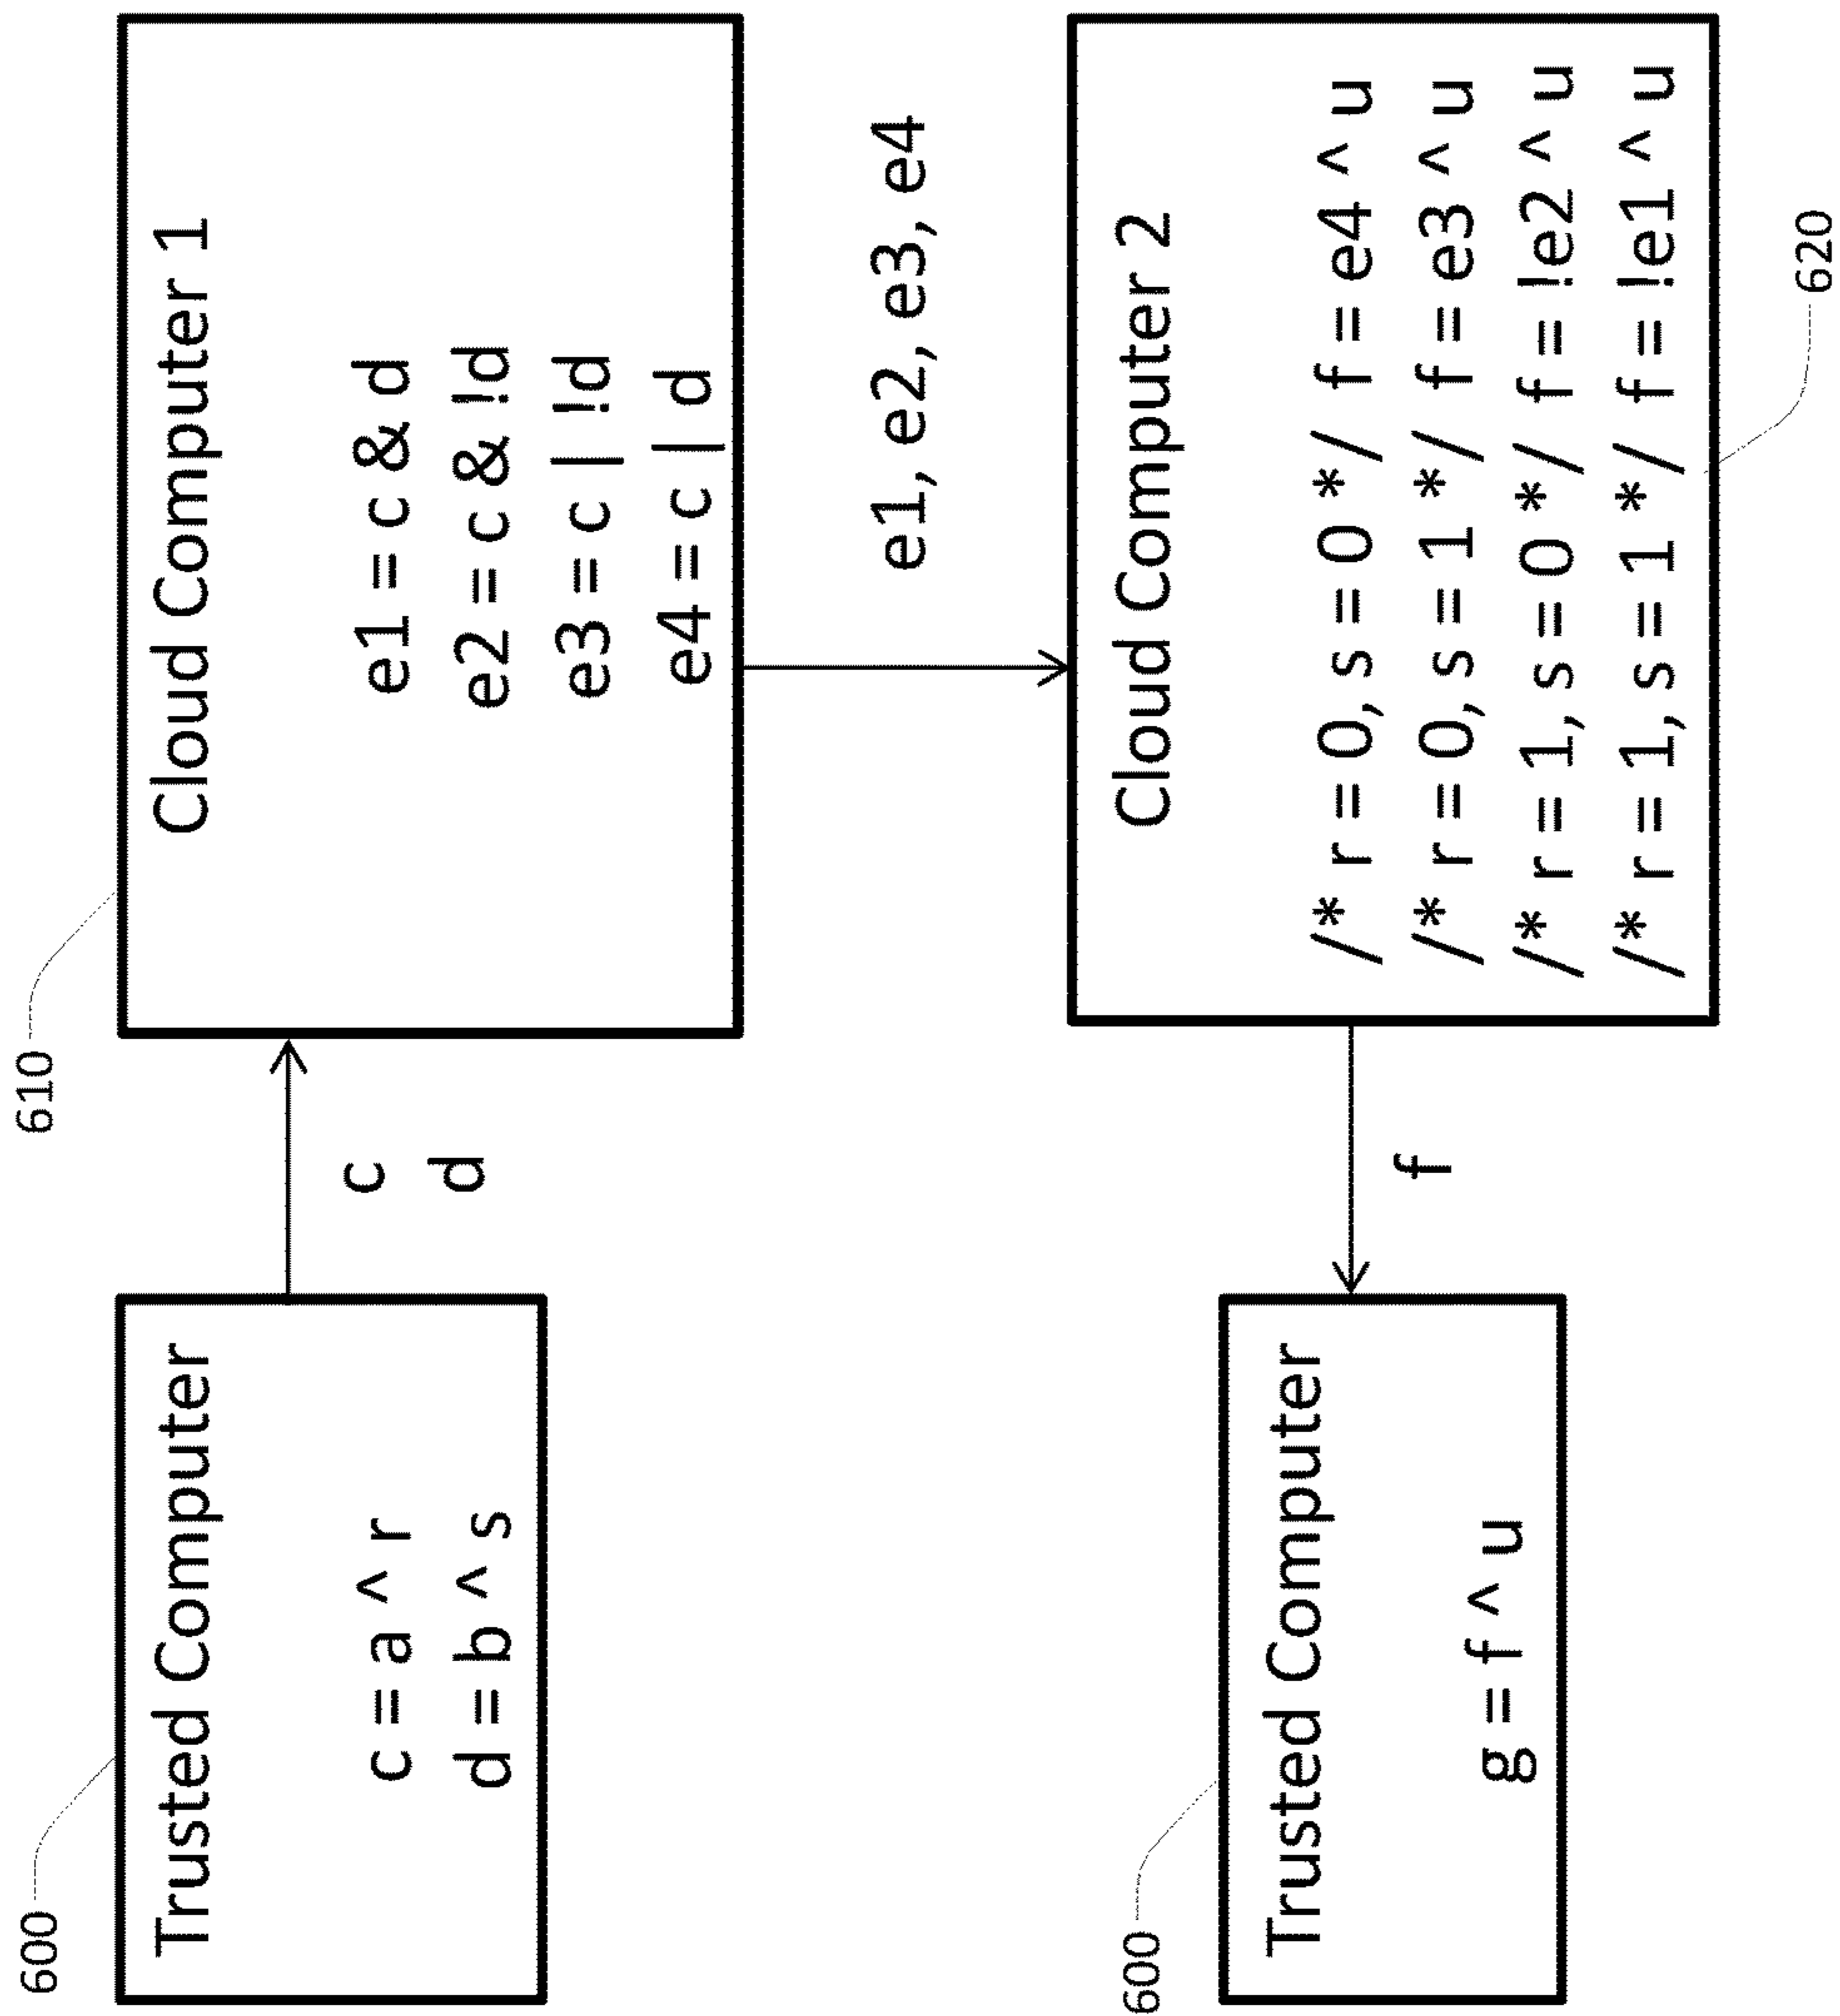 600
Trusted Computer
c = a ^ r
d = b ^ s
c
d
610
Cloud Computer 1
e1 = c & d
e2 = c & !d
e3 = c | !d
e4 = c | d
e1, e2, e3, e4
Cloud Computer 2
/* r = 0, s = 0 */ f = e4 ^ u
/* r = 0, s = 1 */ f = e3 ^ u
/* r = 1, s = 0 */ f = !e2 ^ u
/* r = 1, s = 1 */ f = !e1 ^ u
620
f
600
Trusted Computer
g = f ^ u